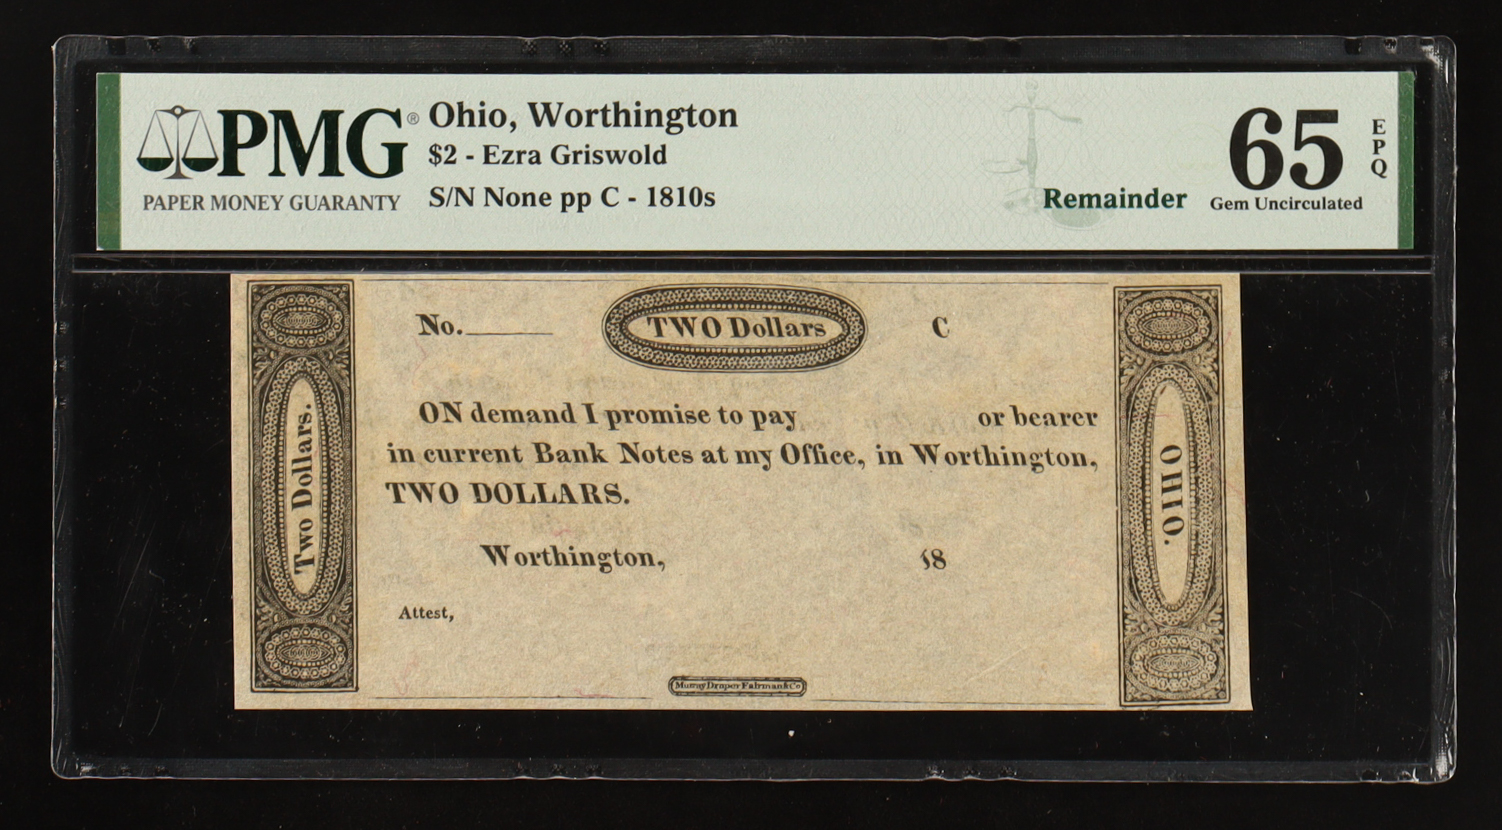 PMG®
PAPER MONEY GUARANTY
Ohio, Worthington
$2 - Ezra Griswold
S/N None pp C - 1810s
Remainder
65
EPQ
Gem Uncirculated
No.
TWO Dollars
C
ON demand I promise to pay or bearer
in current Bank Notes at my Office, in Worthington,
TWO DOLLARS.
Worthington, 18
Attest,
Murray Draper Fairman & Co
Two Dollars.
OHIO.